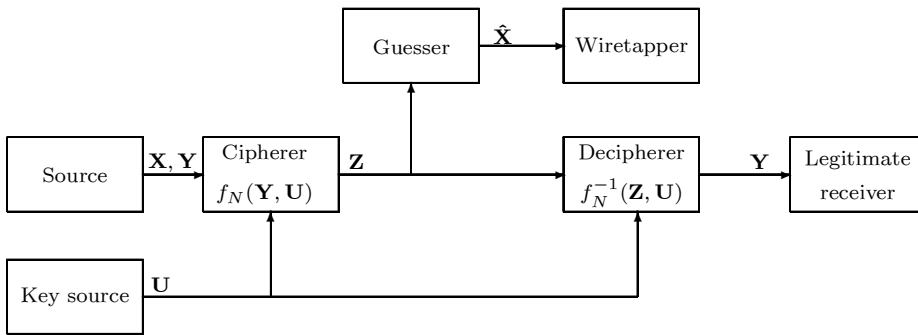 Guesser
X̂
Wiretapper
Source
X, Y
Cipherer
f_N(Y, U)
Z
Decipherer
f_N^{-1}(Z, U)
Y
Legitimate
receiver
Key source
U